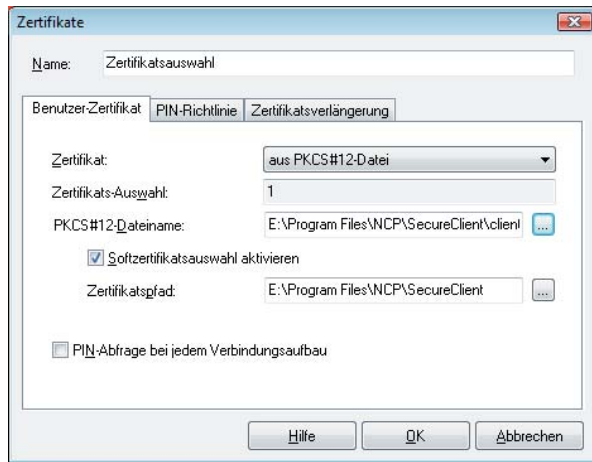 Zertifikate
Name: Zertifikatsauswahl
Benutzer-Zertifikat PIN-Richtlinie Zertifikatsverlängerung
Zertifikat: aus PKCS#12-Datei
Zertifikats-Auswahl: 1
PKCS#12-Dateiname: E:\Program Files\NCP\SecureClient\client ...
Softzertifikatsauswahl aktivieren
Zertifikatspfad: E:\Program Files\NCP\SecureClient ...
PIN-Abfrage bei jedem Verbindungsaufbau
Hilfe OK Abbrechen